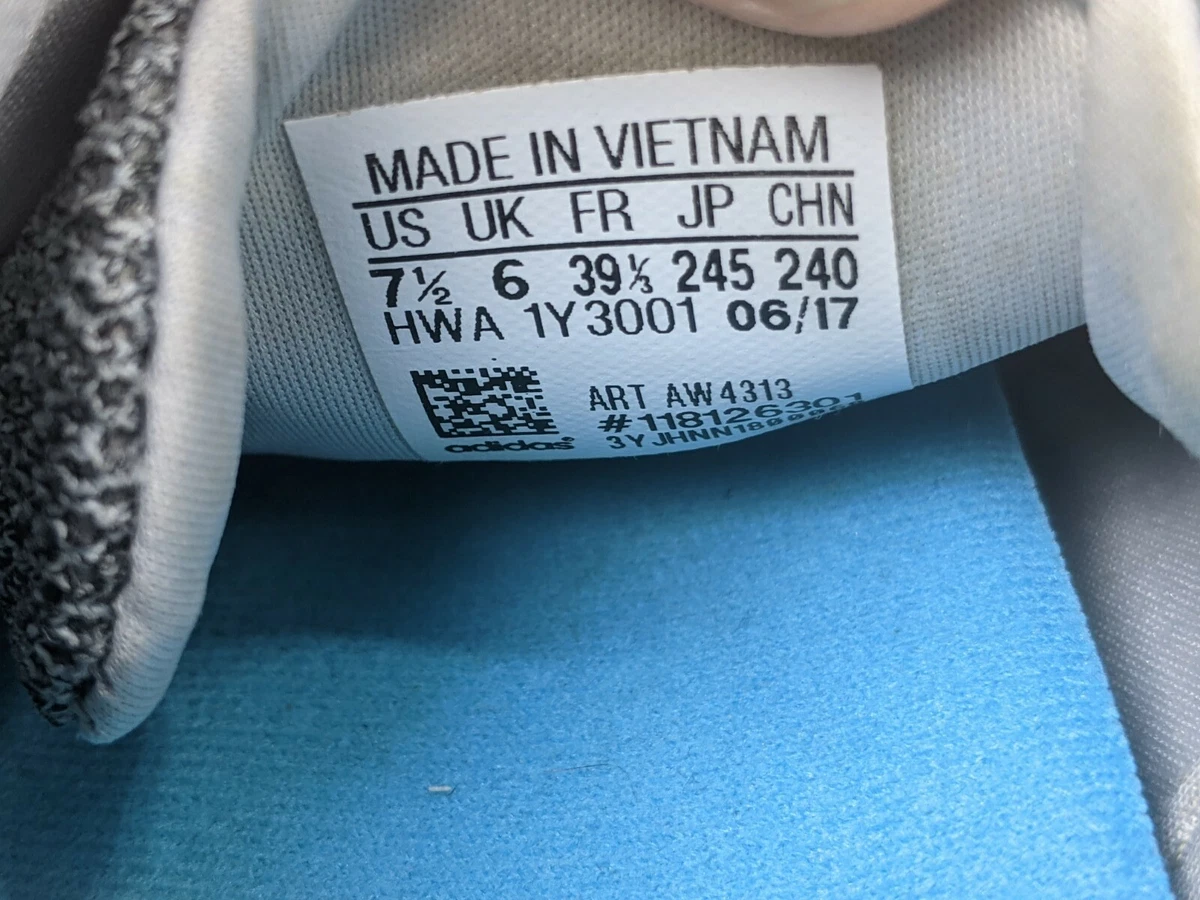 MADE IN VIETNAM
US UK FR JP CHN
7½ 6 39⅓ 245 240
HWA 1Y3001 06/17
ART AW4313
#118126301
adidas